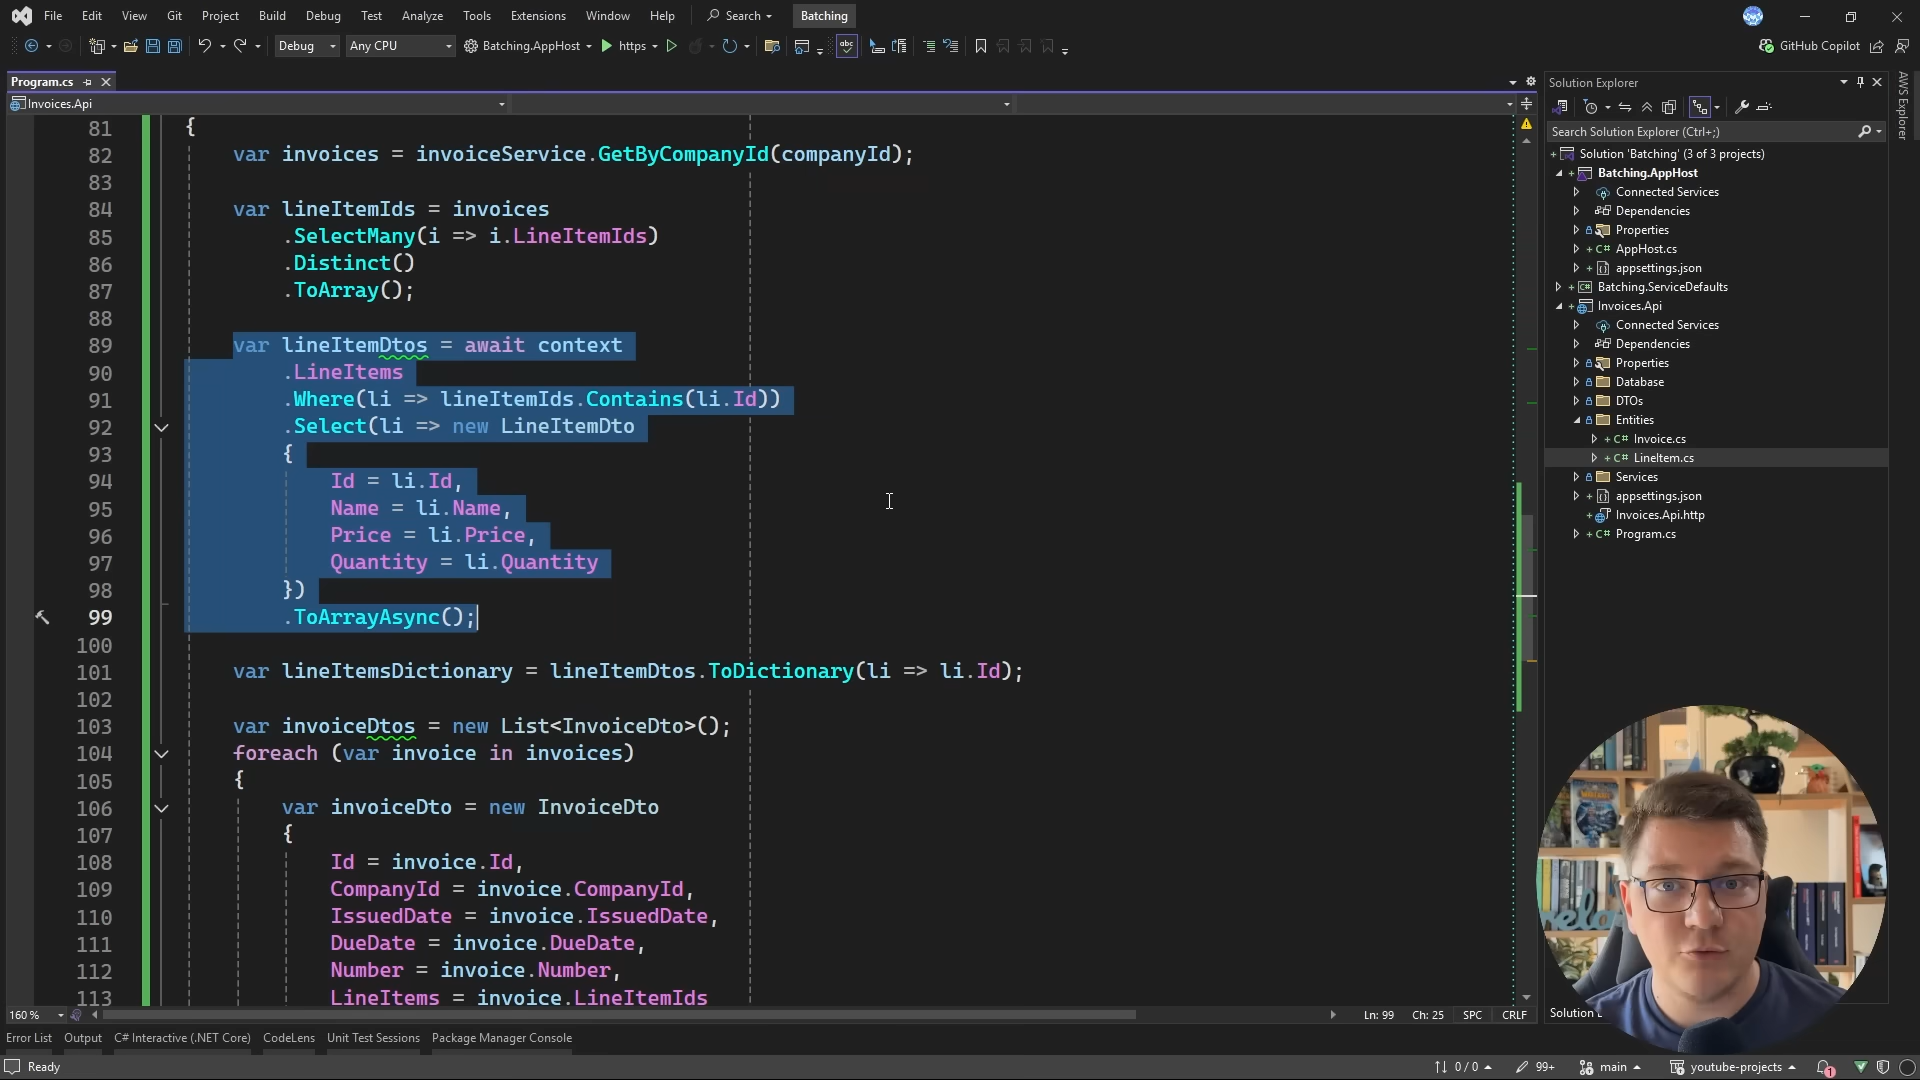 File Edit View Git Project Build Debug Test Analyze Tools Extensions Window Help Search Batching
Debug Any CPU Batching.AppHost https GitHub Copilot
Program.cs
Invoices.Api
81 {
82 var invoices = invoiceService.GetByCompanyId(companyId);
83
84 var lineItemIds = invoices
85 .SelectMany(i => i.LineItemIds)
86 .Distinct()
87 .ToArray();
88
89 var lineItemDtos = await context
90 .LineItems
91 .Where(li => lineItemIds.Contains(li.Id))
92 .Select(li => new LineItemDto
93 {
94 Id = li.Id,
95 Name = li.Name,
96 Price = li.Price,
97 Quantity = li.Quantity
98 })
99 .ToArrayAsync();
100
101 var lineItemsDictionary = lineItemDtos.ToDictionary(li => li.Id);
102
103 var invoiceDtos = new List<InvoiceDto>();
104 foreach (var invoice in invoices)
105 {
106 var invoiceDto = new InvoiceDto
107 {
108 Id = invoice.Id,
109 CompanyId = invoice.CompanyId,
110 IssuedDate = invoice.IssuedDate,
111 DueDate = invoice.DueDate,
112 Number = invoice.Number,
113 LineItems = invoice.LineItemIds
160 % Ln: 99 Ch: 25 SPC CRLF
Solution Explorer
Search Solution Explorer (Ctrl+;)
Solution 'Batching' (3 of 3 projects)
Batching.AppHost
Connected Services
Dependencies
Properties
C# AppHost.cs
appsettings.json
Batching.ServiceDefaults
Invoices.Api
Connected Services
Dependencies
Properties
Database
DTOs
Entities
C# Invoice.cs
C# LineItem.cs
Services
appsettings.json
Invoices.Api.http
C# Program.cs
AWS Explorer
Solution
Error List Output C# Interactive (.NET Core) CodeLens Unit Test Sessions Package Manager Console
Ready 0 / 0 99+ main youtube-projects 1